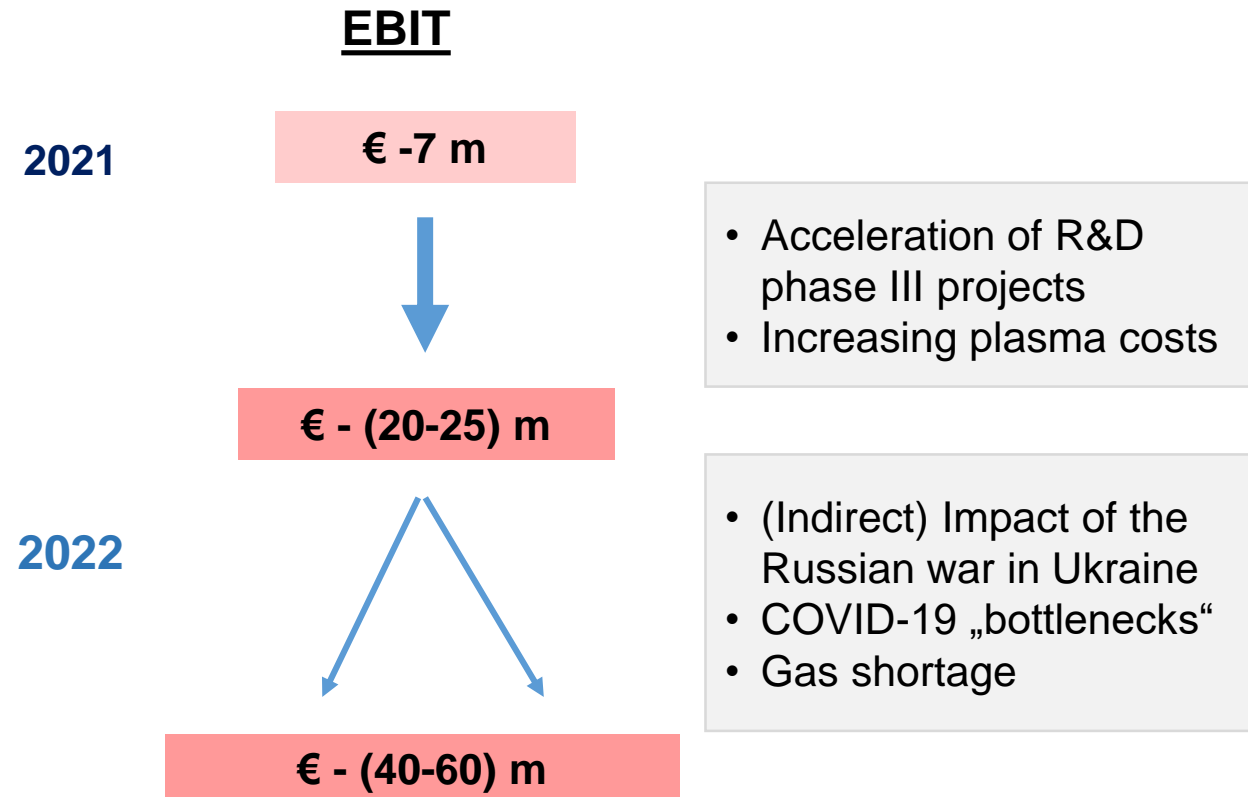 EBIT
2021
€ -7 m
• Acceleration of R&D
phase III projects
• Increasing plasma costs
€ - (20-25) m
2022
• (Indirect) Impact of the
Russian war in Ukraine
• COVID-19 „bottlenecks“
• Gas shortage
€ - (40-60) m